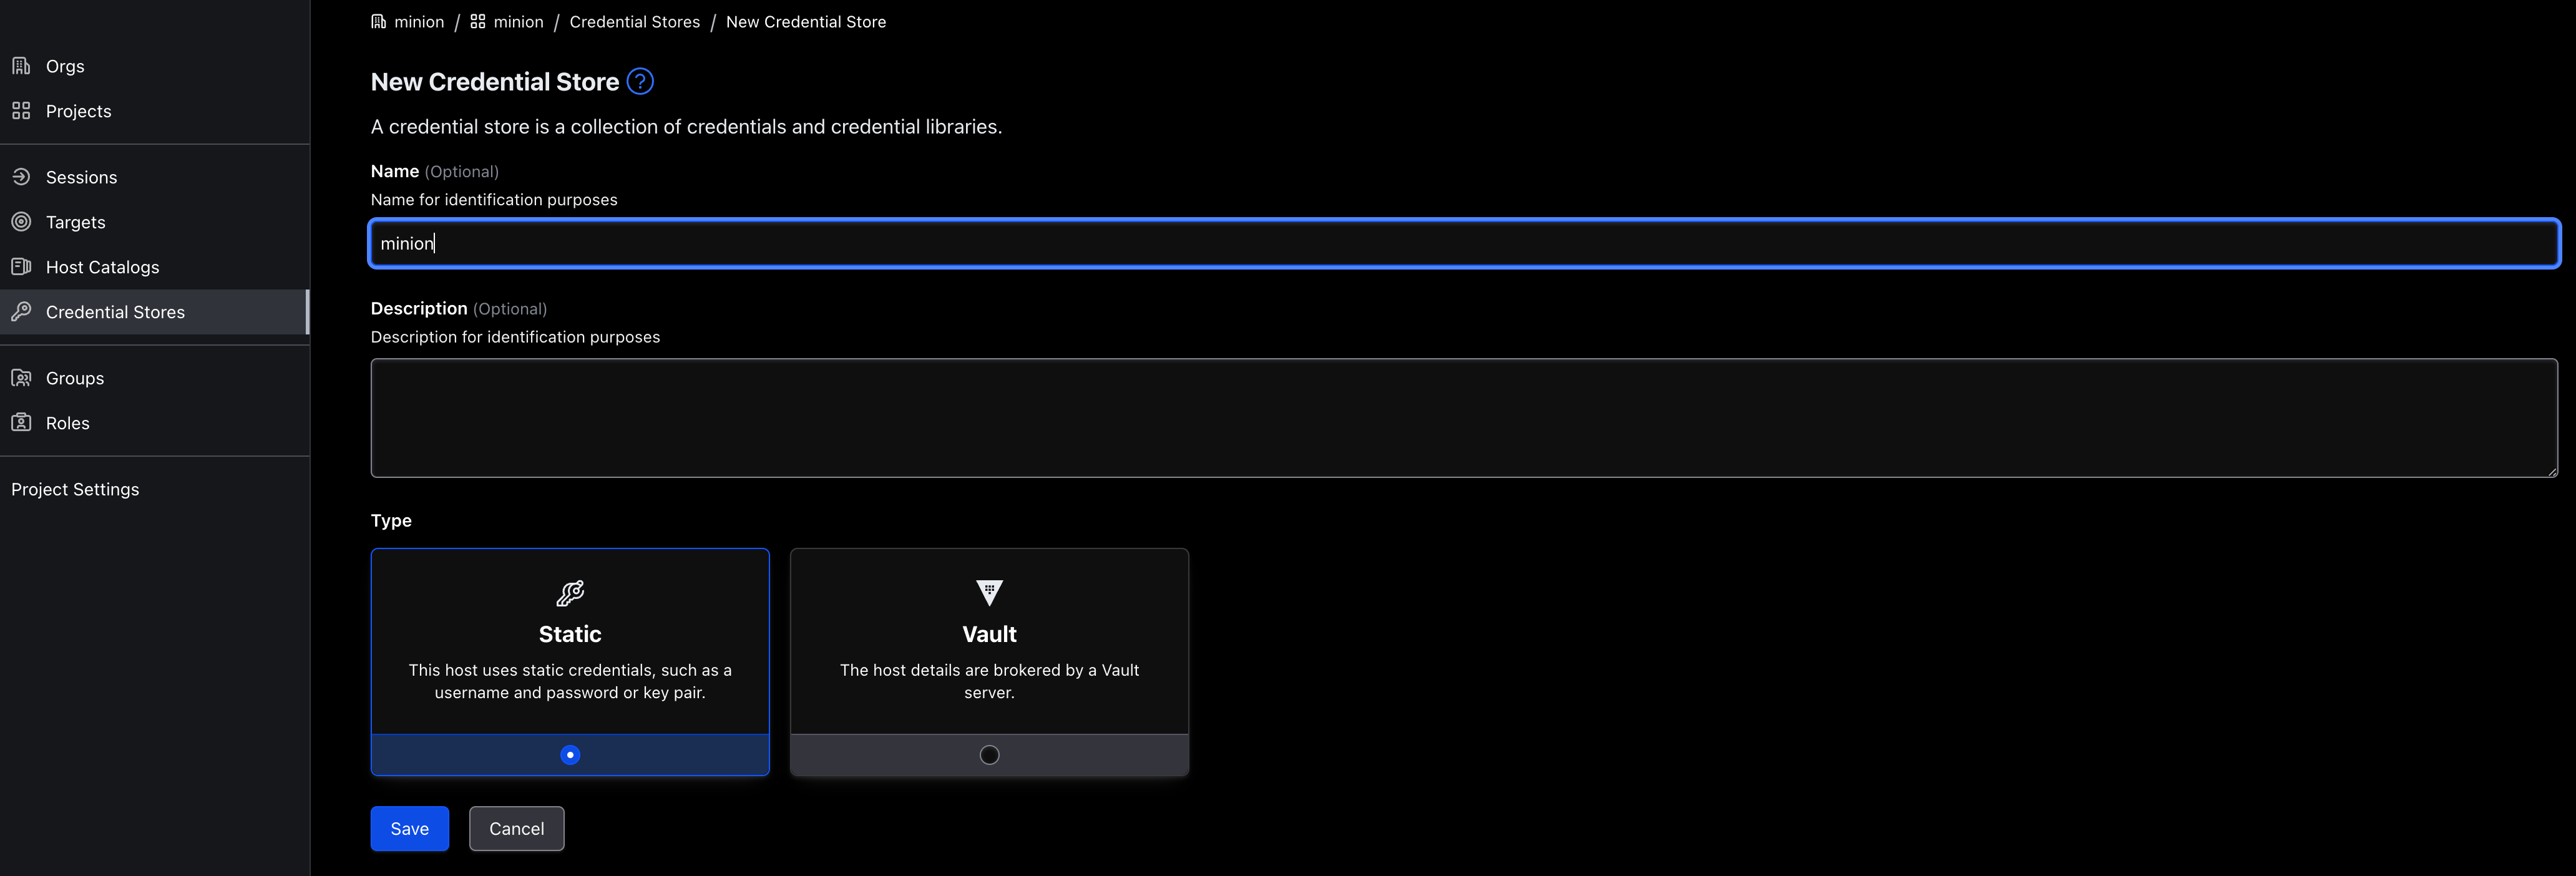 minion / minion / Credential Stores / New Credential Store
Orgs
Projects
Sessions
Targets
Host Catalogs
Credential Stores
Groups
Roles
Project Settings
New Credential Store ?
A credential store is a collection of credentials and credential libraries.
Name (Optional)
Name for identification purposes
minion
Description (Optional)
Description for identification purposes
Type
Static
This host uses static credentials, such as a
username and password or key pair.
Vault
The host details are brokered by a Vault
server.
Save
Cancel